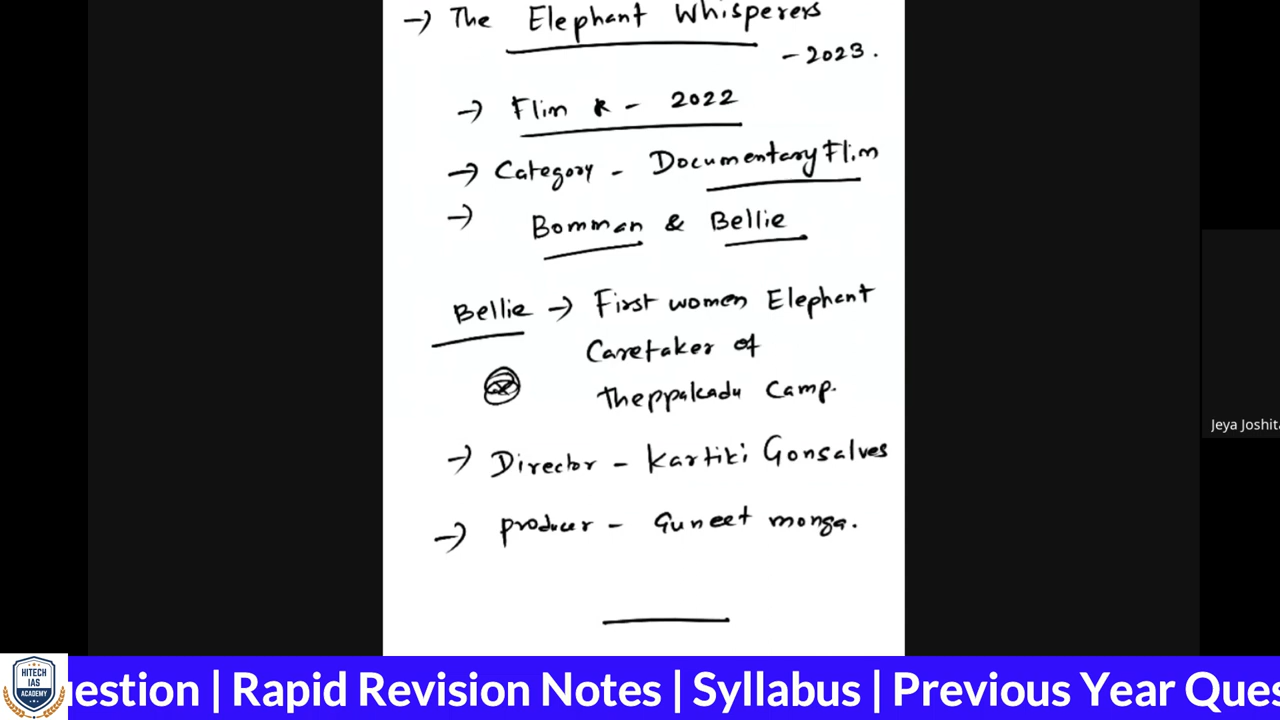 → The Elephant Whisperers
- 2023.
→ Flim - 2022
→ Category - Documentary Flim
→ Bomman & Bellie
Bellie → First women Elephant
Caretaker of
Theppakadu Camp.
→ Director - Kartiki Gonsalves
→ Producer - Guneet monga.
Jeya Joshit
HITECH
IAS
ACADEMY
uestion | Rapid Revision Notes | Syllabus | Previous Year Ques